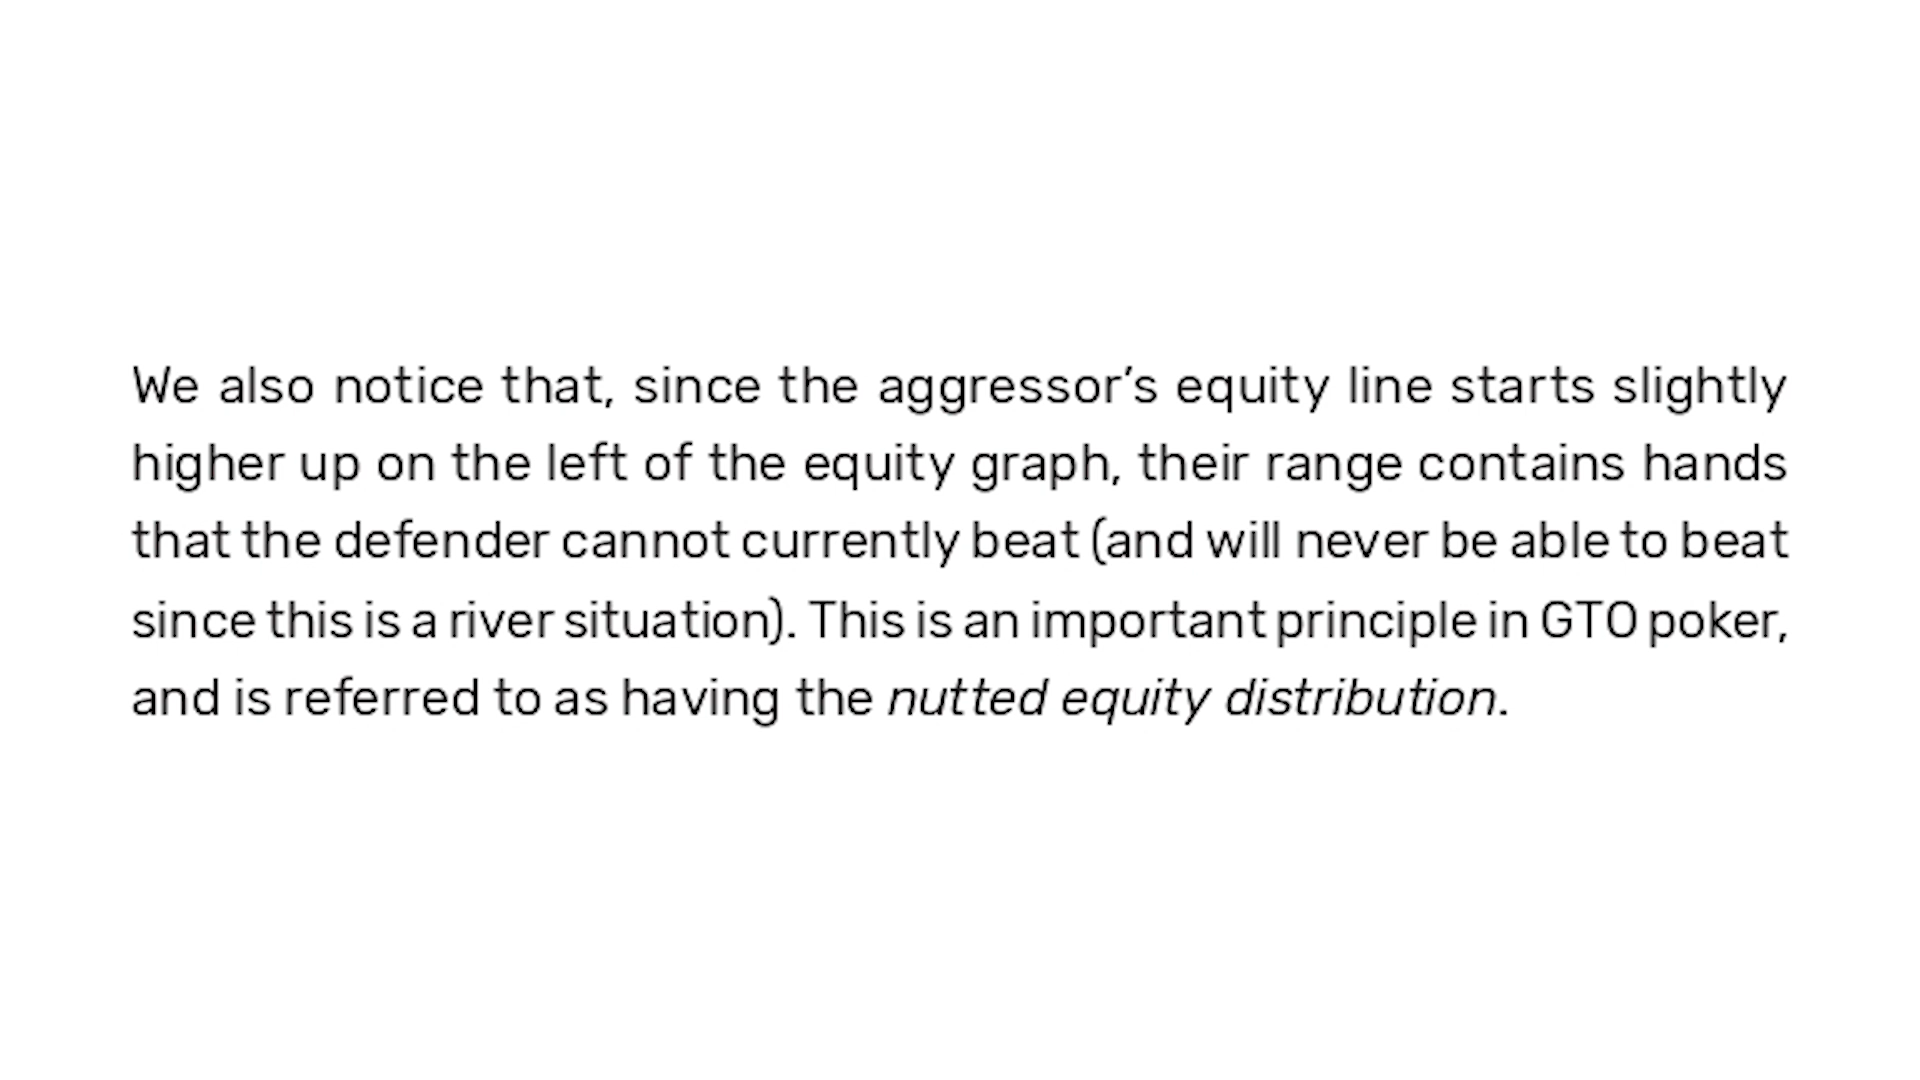 We also notice that, since the aggressor’s equity line starts slightly
higher up on the left of the equity graph, their range contains hands
that the defender cannot currently beat (and will never be able to beat
since this is a river situation). This is an important principle in GTO poker,
and is referred to as having the nutted equity distribution.